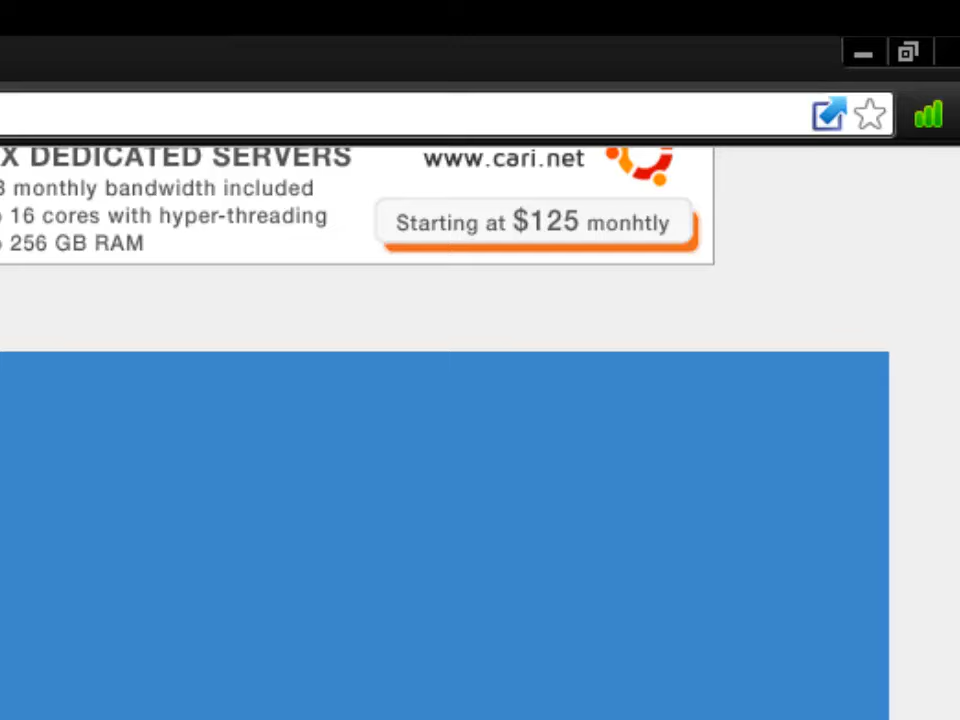 X DEDICATED SERVERS
www.cari.net
monthly bandwidth included
16 cores with hyper-threading
Starting at $125 monhtly
256 GB RAM